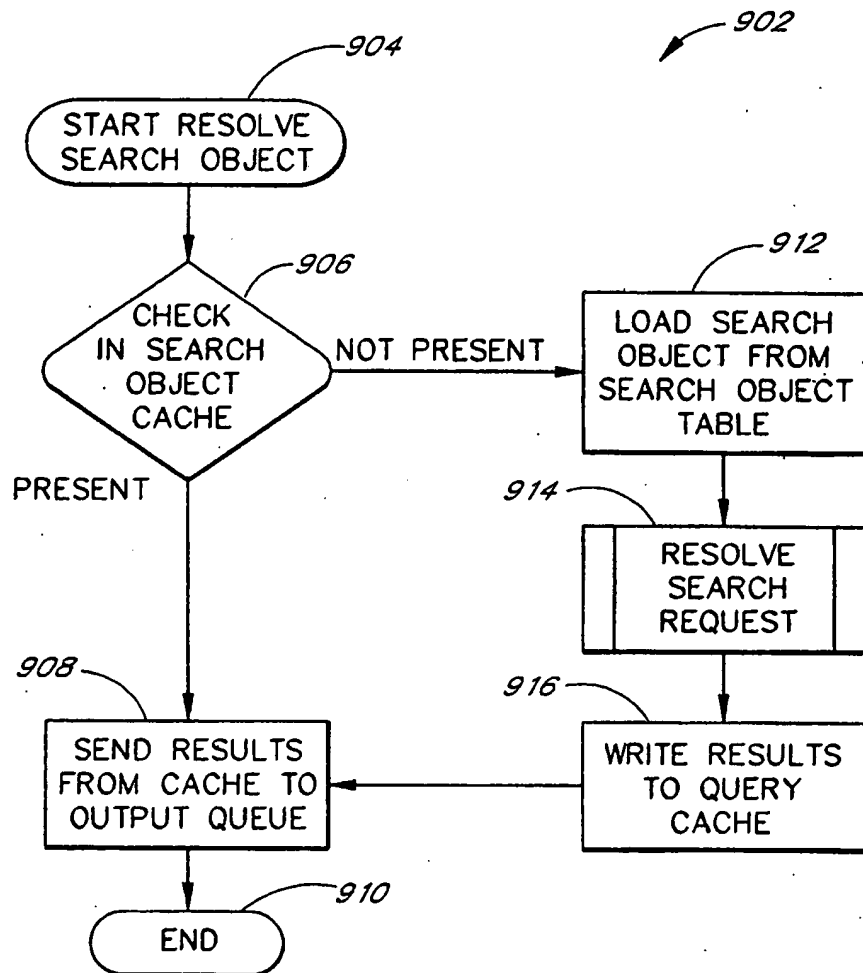 902
904
START RESOLVE
SEARCH OBJECT
906
CHECK
IN SEARCH
OBJECT
CACHE
NOT PRESENT
PRESENT
912
LOAD SEARCH
OBJECT FROM
SEARCH OBJECT
TABLE
914
RESOLVE
SEARCH
REQUEST
916
WRITE RESULTS
TO QUERY
CACHE
908
SEND RESULTS
FROM CACHE TO
OUTPUT QUEUE
910
END